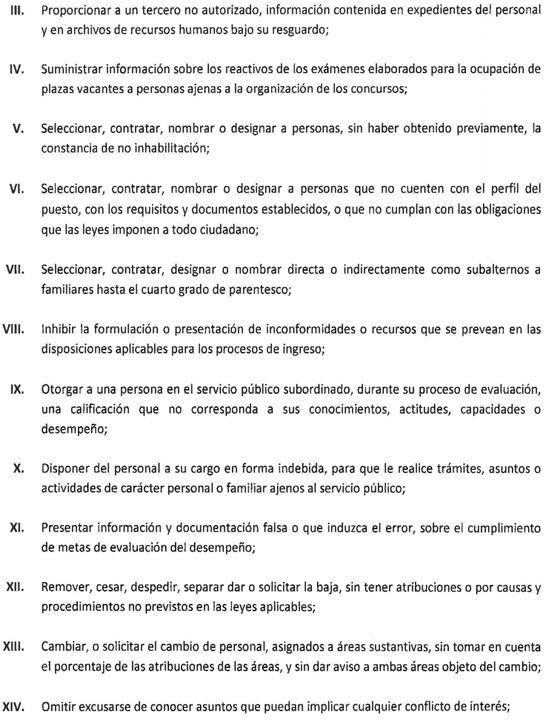 III. Proporcionar a un tercero no autorizado, información contenida en expedientes del personal
y en archivos de recursos humanos bajo su resguardo;
IV. Suministrar información sobre los reactivos de los exámenes elaborados para la ocupación de
plazas vacantes a personas ajenas a la organización de los concursos;
V. Seleccionar, contratar, nombrar o designar a personas, sin haber obtenido previamente, la
constancia de no inhabilitación;
VI. Seleccionar, contratar, nombrar o designar a personas que no cuenten con el perfil del
puesto, con los requisitos y documentos establecidos, o que no cumplan con las obligaciones
que las leyes imponen a todo ciudadano;
VII. Seleccionar, contratar, designar o nombrar directa o indirectamente como subalternos a
familiares hasta el cuarto grado de parentesco;
VIII. Inhibir la formulación o presentación de inconformidades o recursos que se prevean en las
disposiciones aplicables para los procesos de ingreso;
IX. Otorgar a una persona en el servicio público subordinado, durante su proceso de evaluación,
una calificación que no corresponda a sus conocimientos, actitudes, capacidades o
desempeño;
X. Disponer del personal a su cargo en forma indebida, para que le realice trámites, asuntos o
actividades de carácter personal o familiar ajenos al servicio público;
XI. Presentar información y documentación falsa o que induzca el error, sobre el cumplimiento
de metas de evaluación del desempeño;
XII. Remover, cesar, despedir, separar dar o solicitar la baja, sin tener atribuciones o por causas y
procedimientos no previstos en las leyes aplicables;
XIII. Cambiar, o solicitar el cambio de personal, asignados a áreas sustantivas, sin tomar en cuenta
el porcentaje de las atribuciones de las áreas, y sin dar aviso a ambas áreas objeto del cambio;
XIV. Omitir excusarse de conocer asuntos que puedan implicar cualquier conflicto de interés;